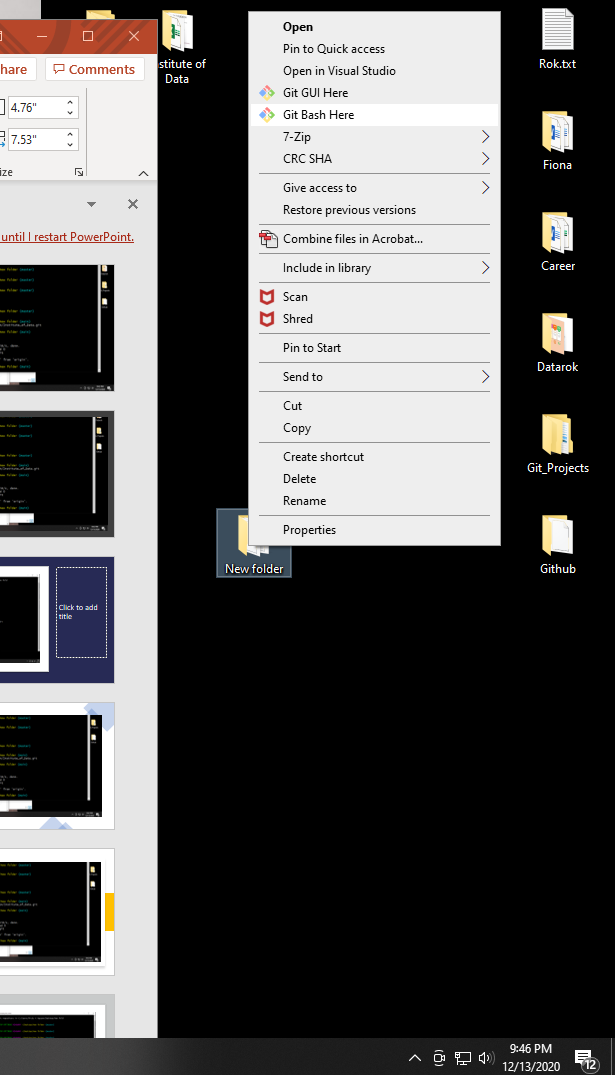 hare
Comments
4.76"
7.53"
ize
until I restart PowerPoint.
Click to add
title
stitute of
Data
Open
Pin to Quick access
Open in Visual Studio
Git GUI Here
Git Bash Here
7-Zip
CRC SHA
Give access to
Restore previous versions
Combine files in Acrobat...
Include in library
Scan
Shred
Pin to Start
Send to
Cut
Copy
Create shortcut
Delete
Rename
Properties
New folder
Rok.txt
Fiona
Career
Datarok
Git_Projects
Github
9:46 PM
12/13/2020
12